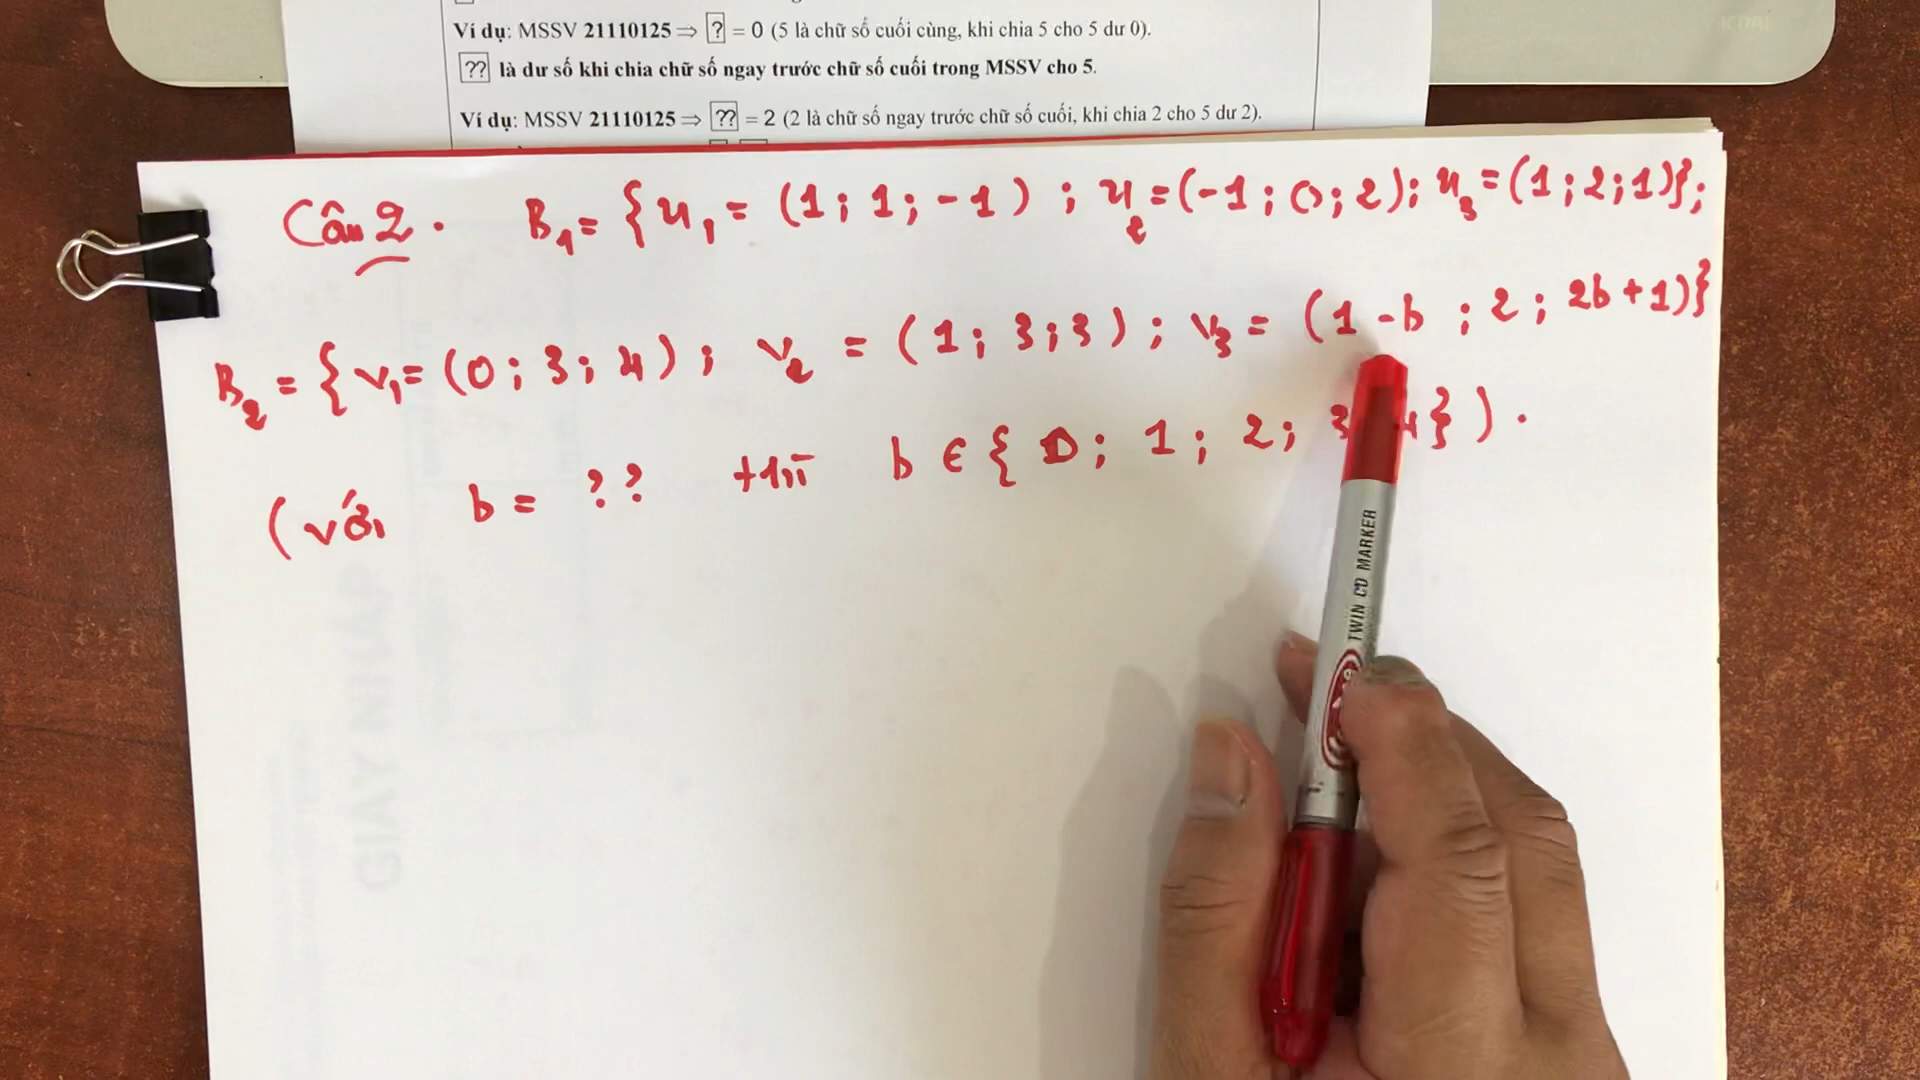 Ví dụ: MSSV 21110125 ⇒ ? = 0 (5 là chữ số cuối cùng, khi chia 5 cho 5 dư 0).
?? là dư số khi chia chữ số ngay trước chữ số cuối trong MSSV cho 5.
Ví dụ: MSSV 21110125 ⇒ ?? = 2 (2 là chữ số ngay trước chữ số cuối, khi chia 2 cho 5 dư 2).
Câu 2. B₁ = {u₁ = (1; 1; -1) ; u₂ = (-1; 0; 2); u₃ = (1; 2; 1)};
B₂ = {v₁ = (0; 3; 4) ; v₂ = (1; 3; 3) ; v₃ = (1 - b ; 2 ; 2b + 1)}
(với b = ?? thì b ∈ {0; 1; 2; 3 4}).
TWIN CD MARKER
GIAY NHAP